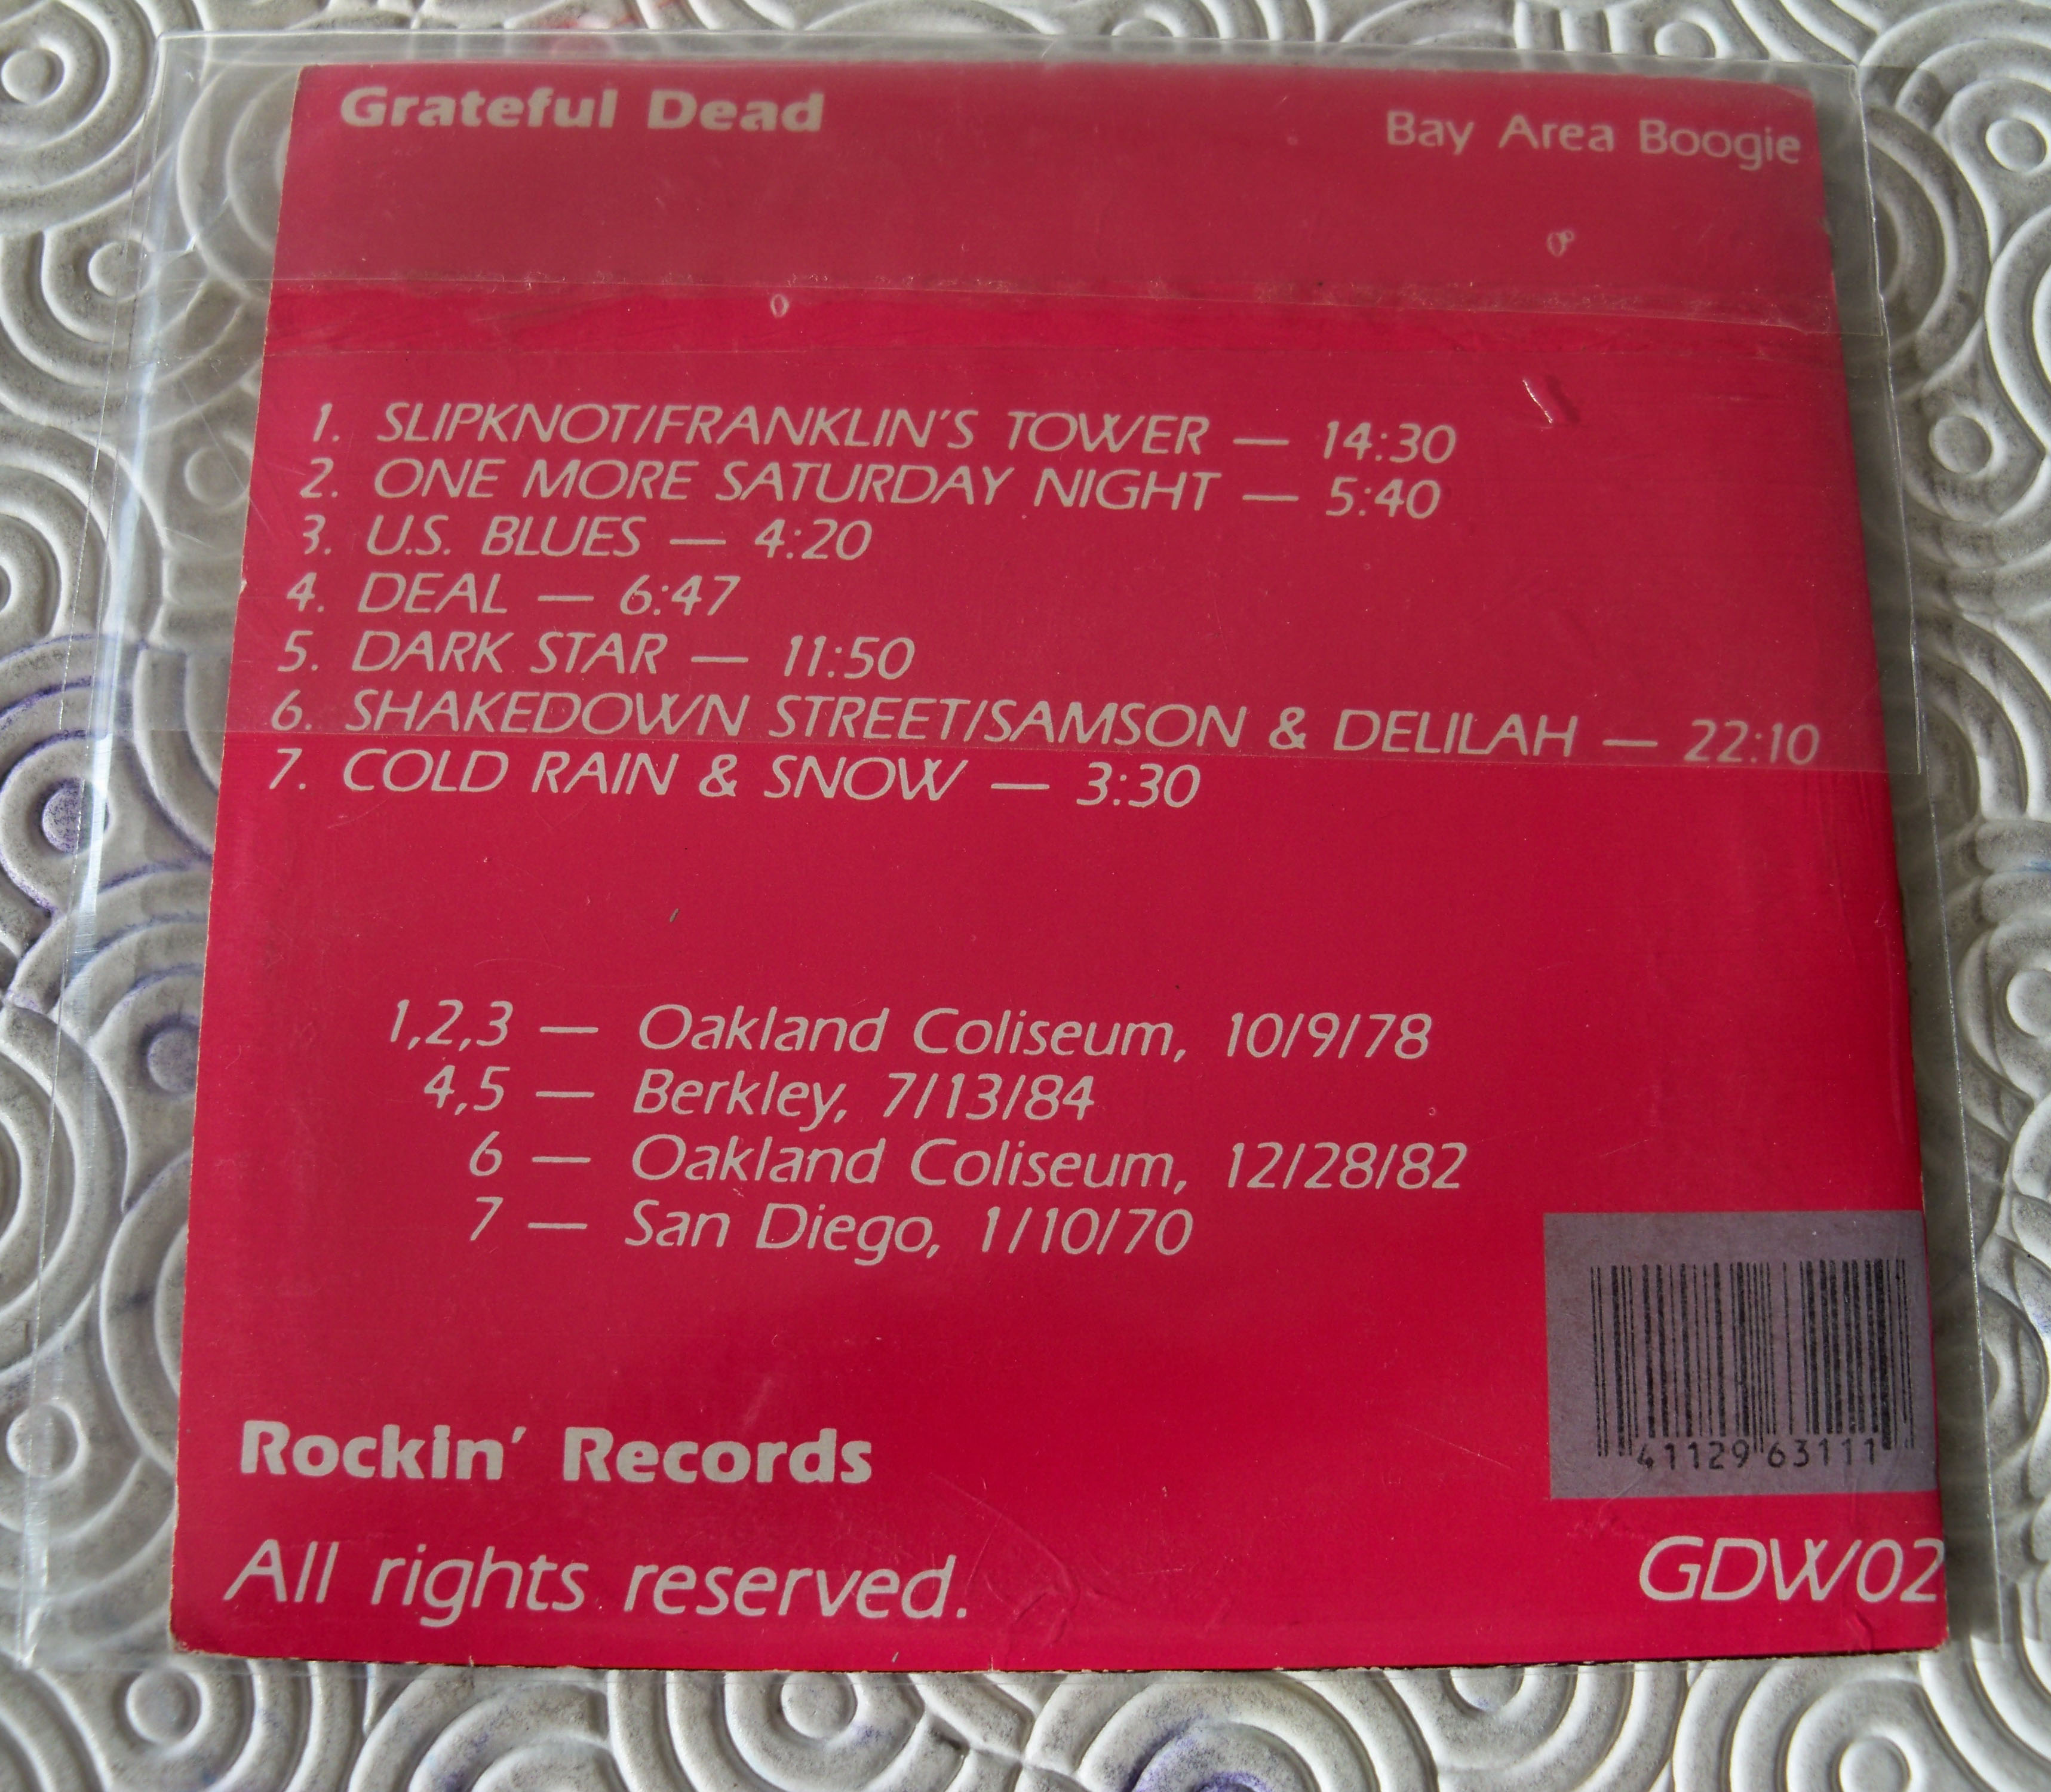 Grateful Dead
Bay Area Boogie
1. SLIPKNOT/FRANKLIN'S TOWER — 14:30
2. ONE MORE SATURDAY NIGHT — 5:40
3. U.S. BLUES — 4:20
4. DEAL — 6:47
5. DARK STAR — 11:50
6. SHAKEDOWN STREET/SAMSON & DELILAH — 22:10
7. COLD RAIN & SNOW — 3:30
1,2,3 — Oakland Coliseum, 10/9/78
4,5 — Berkley, 7/13/84
6 — Oakland Coliseum, 12/28/82
7 — San Diego, 1/10/70
41129 63111
Rockin' Records
All rights reserved.
GDW02